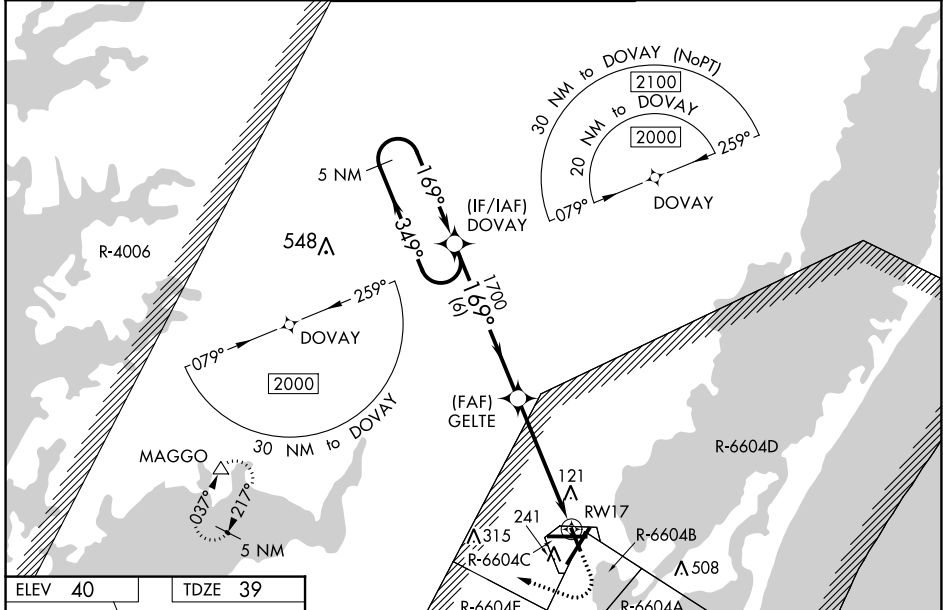 30 NM to DOVAY (NoPT)
2100
20 NM to DOVAY
2000
259°
079°
DOVAY
5 NM
169°
349°
(IF/IAF)
DOVAY
R-4006
548
1700
169°
(6)
259°
079°
DOVAY
2000
30 NM to DOVAY
(FAF)
GELTE
R-6604D
MAGGO
037°
217°
5 NM
121
RW17
241
315
R-6604C
R-6604B
508
R-6604E
R-6604A
ELEV 40
TDZE 39